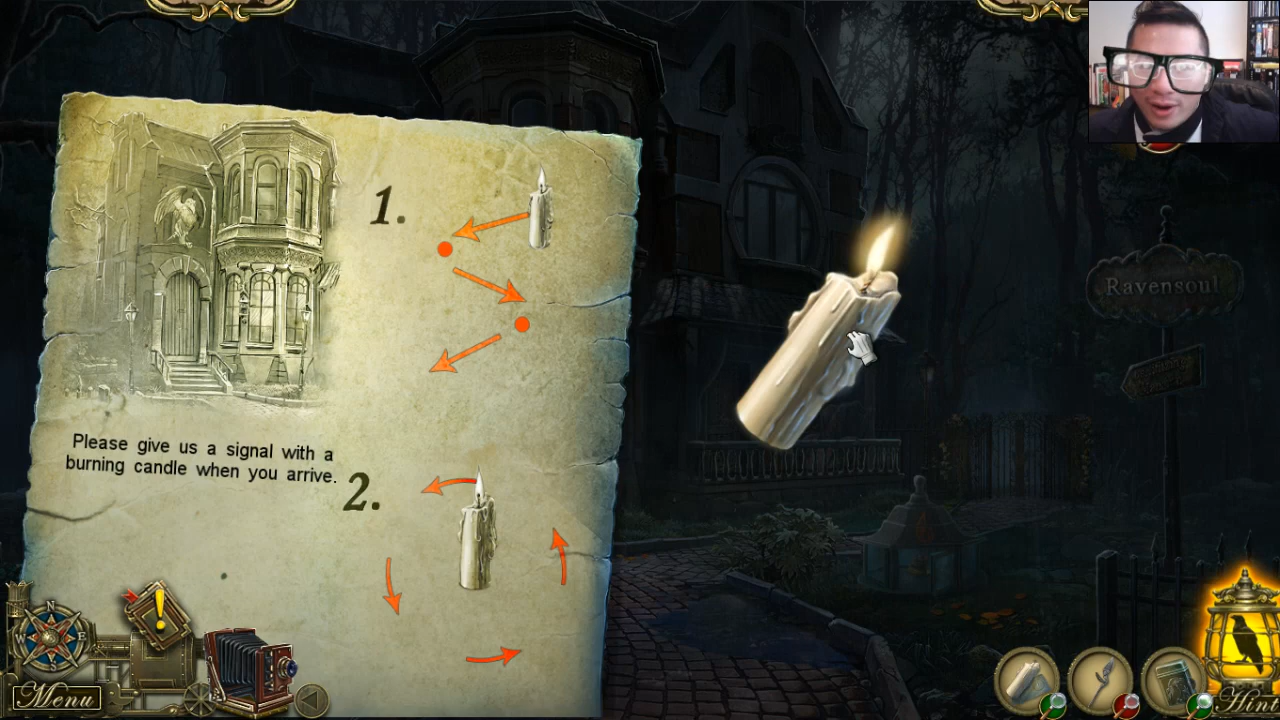 1.
Ravensoul
Please give us a signal with a
burning candle when you arrive.
2.
N
W
E
Menu
Hint